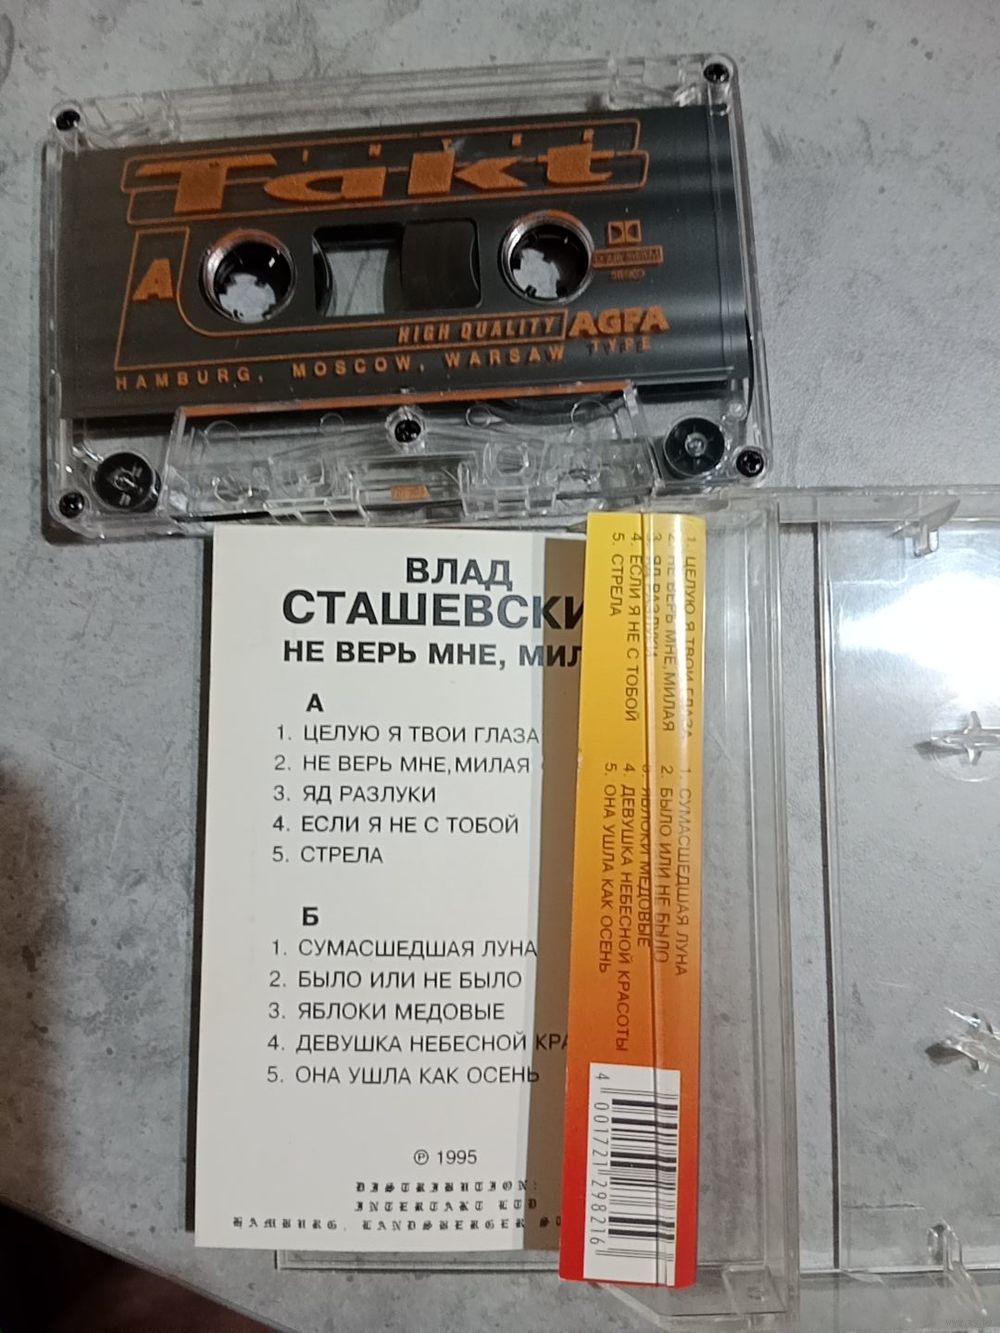 INTER
Takt
A
HIGH QUALITY AGFA
HAMBURG, MOSCOW, WARSAW TYPE
ВЛАД
СТАШЕВСКИ
НЕ ВЕРЬ МНЕ, МИЛ
А
1. ЦЕЛУЮ Я ТВОИ ГЛАЗА
2. НЕ ВЕРЬ МНЕ, МИЛАЯ
3. ЯД РАЗЛУКИ
4. ЕСЛИ Я НЕ С ТОБОЙ
5. СТРЕЛА
Б
1. СУМАСШЕДШАЯ ЛУНА
2. БЫЛО ИЛИ НЕ БЫЛО
3. ЯБЛОКИ МЕДОВЫЕ
4. ДЕВУШКА НЕБЕСНОЙ КРА
5. ОНА УШЛА КАК ОСЕНЬ
℗ 1995
DISTRIBUTION:
INTERTAKT LTD
HAMBURG. LANDSBERGER
1. ЦЕЛУЮ Я ТВОИ ГЛАЗА
2. НЕ ВЕРЬ МНЕ, МИЛАЯ
3. ЯД РАЗЛУКИ
4. ЕСЛИ Я НЕ С ТОБОЙ
5. СТРЕЛА
1. СУМАСШЕДШАЯ ЛУНА
2. БЫЛО ИЛИ НЕ БЫЛО
3. ЯБЛОКИ МЕДОВЫЕ
4. ДЕВУШКА НЕБЕСНОЙ КРАСОТЫ
5. ОНА УШЛА КАК ОСЕНЬ
4 001721 298216